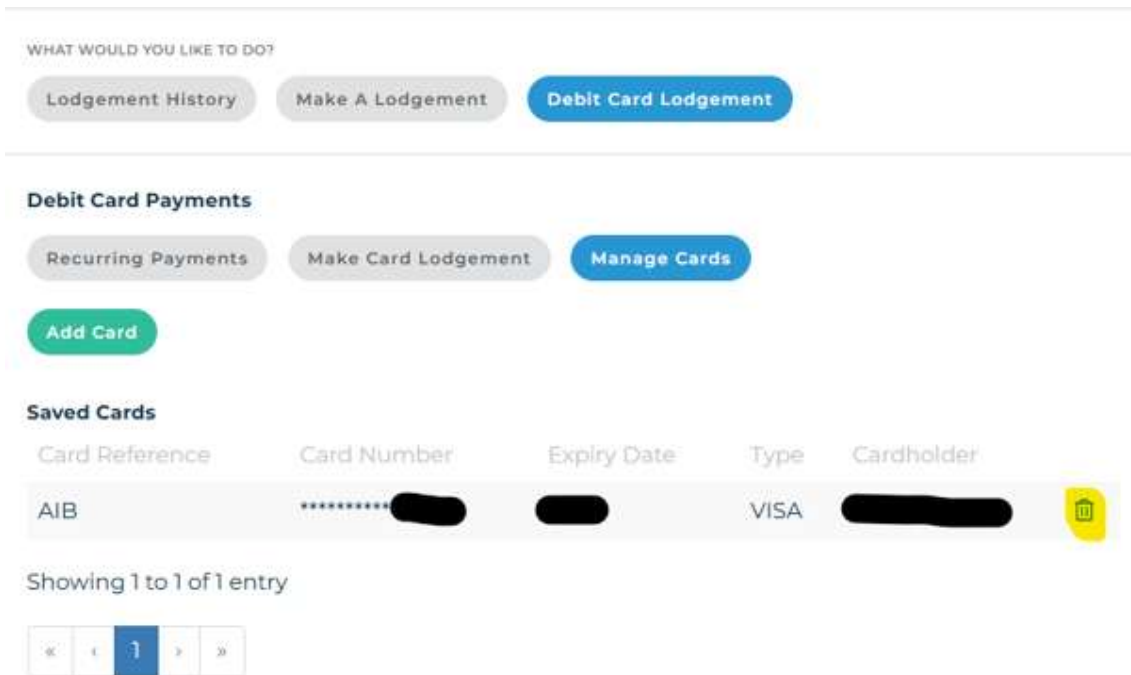 WHAT WOULD YOU LIKE TO DO?
Lodgement History Make A Lodgement Debit Card Lodgement
Debit Card Payments
Recurring Payments Make Card Lodgement Manage Cards
Add Card
Saved Cards
Card Reference Card Number Expiry Date Type Cardholder
AIB ********** VISA
Showing 1 to 1 of 1 entry
« ‹ 1 › »